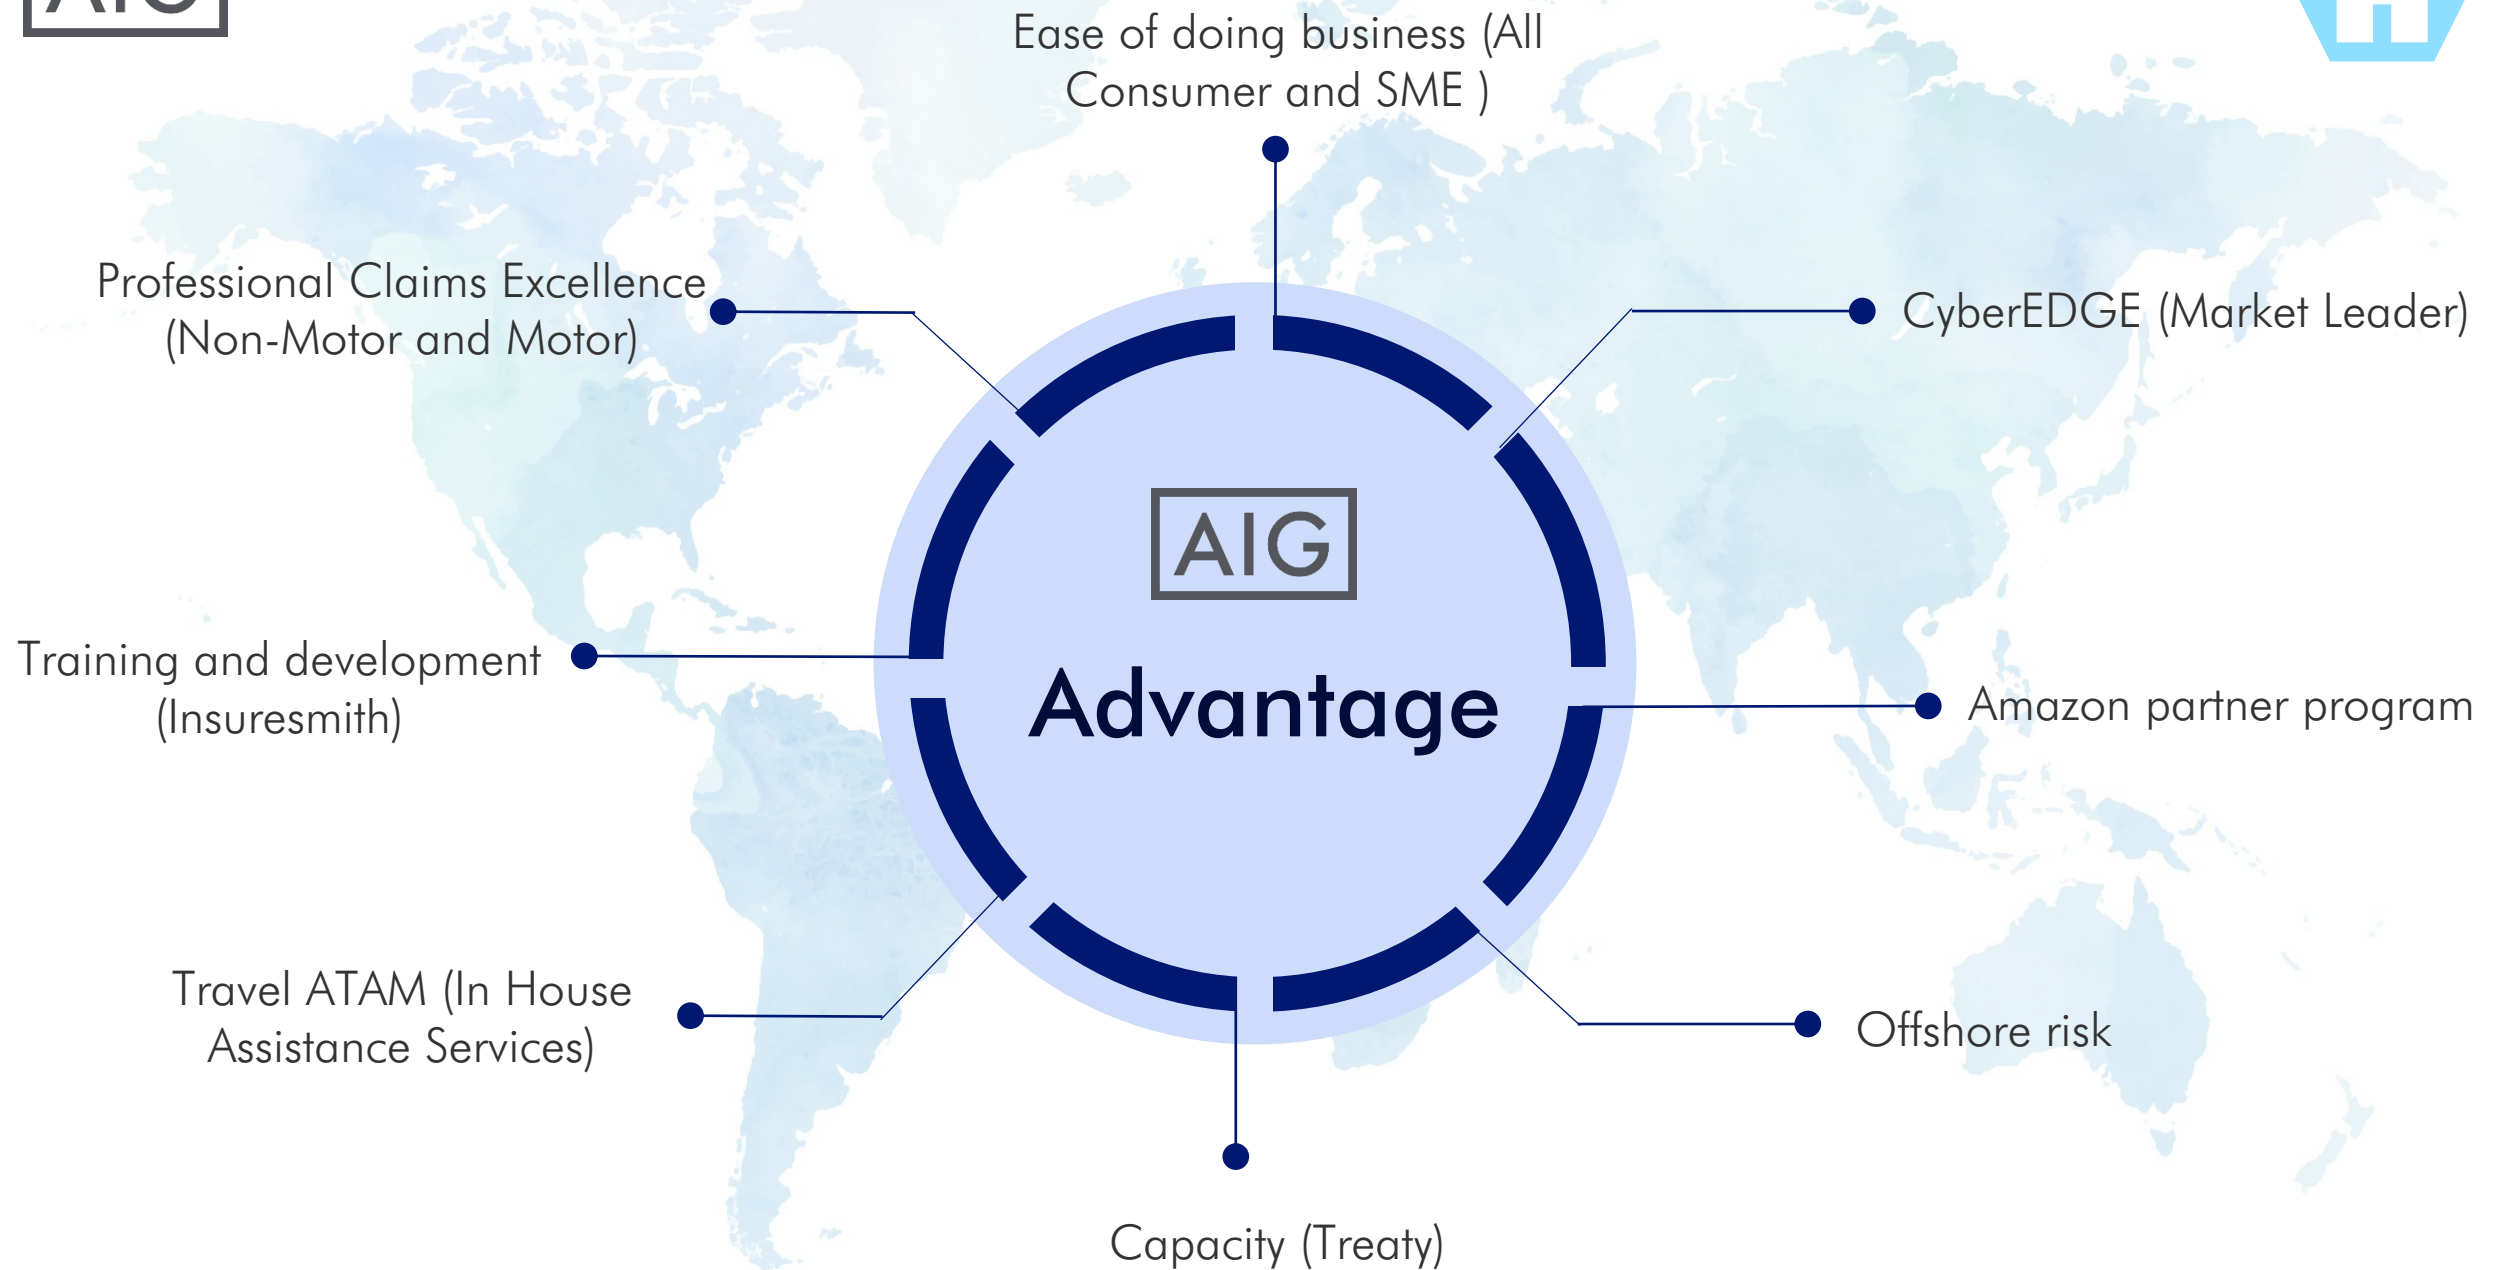 AIG
Ease of doing business (All
Consumer and SME )
Professional Claims Excellence
(Non-Motor and Motor)
CyberEDGE (Market Leader)
AIG
Advantage
Training and development
(Insuresmith)
Amazon partner program
Travel ATAM (In House
Assistance Services)
Offshore risk
Capacity (Treaty)